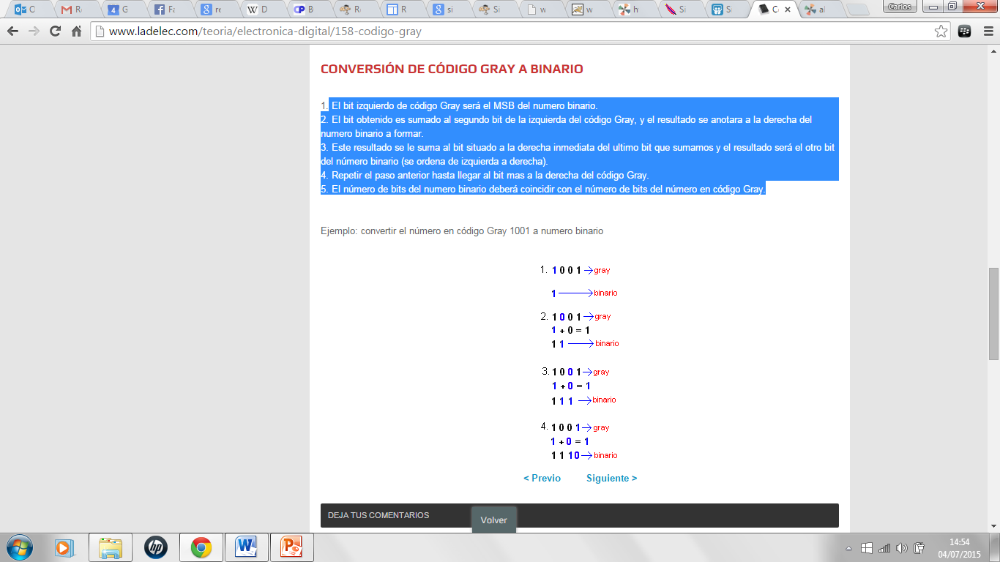 O
R
G
Fa
re
D
B
Re
R
si
Si
w
w
h
Si
S
C
al
Carlos
www.ladelec.com/teoria/electronica-digital/158-codigo-gray
CONVERSIÓN DE CÓDIGO GRAY A BINARIO
1. El bit izquierdo de código Gray será el MSB del numero binario.
2. El bit obtenido es sumado al segundo bit de la izquierda del código Gray, y el resultado se anotara a la derecha del
numero binario a formar.
3. Este resultado se le suma al bit situado a la derecha inmediata del ultimo bit que sumamos y el resultado será el otro bit
del número binario (se ordena de izquierda a derecha).
4. Repetir el paso anterior hasta llegar al bit mas a la derecha del código Gray.
5. El número de bits del numero binario deberá coincidir con el número de bits del número en código Gray.
Ejemplo: convertir el número en código Gray 1001 a numero binario
1. 1 0 0 1 → gray
1 → binario
2. 1 0 0 1 → gray
1 + 0 = 1
1 1 → binario
3. 1 0 0 1 → gray
1 + 0 = 1
1 1 1 → binario
4. 1 0 0 1 → gray
1 + 0 = 1
1 1 1 0 → binario
< Previo Siguiente >
DEJA TUS COMENTARIOS
Volver
14:54
04/07/2015